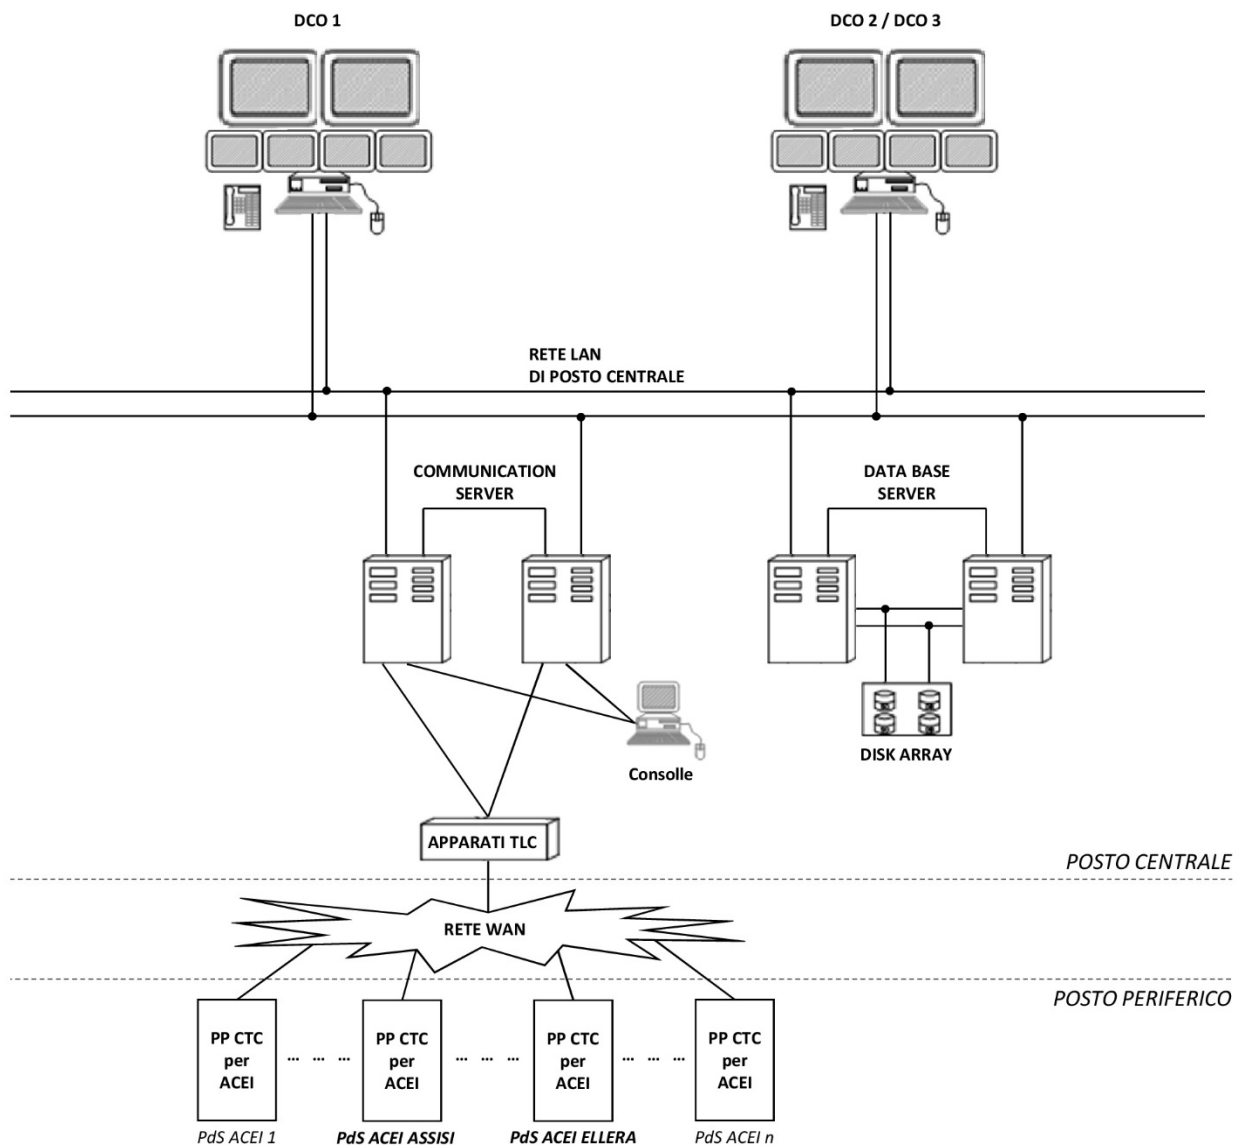 DCO 1
DCO 2 / DCO 3
RETE LAN
DI POSTO CENTRALE
COMMUNICATION
SERVER
DATA BASE
SERVER
Consolle
DISK ARRAY
APPARATI TLC
POSTO CENTRALE
RETE WAN
POSTO PERIFERICO
PP CTC
per
ACEI
... ... ...
PP CTC
per
ACEI
... ... ...
PP CTC
per
ACEI
... ... ...
PP CTC
per
ACEI
PdS ACEI 1
PdS ACEI ASSISI
PdS ACEI ELLERA
PdS ACEI n